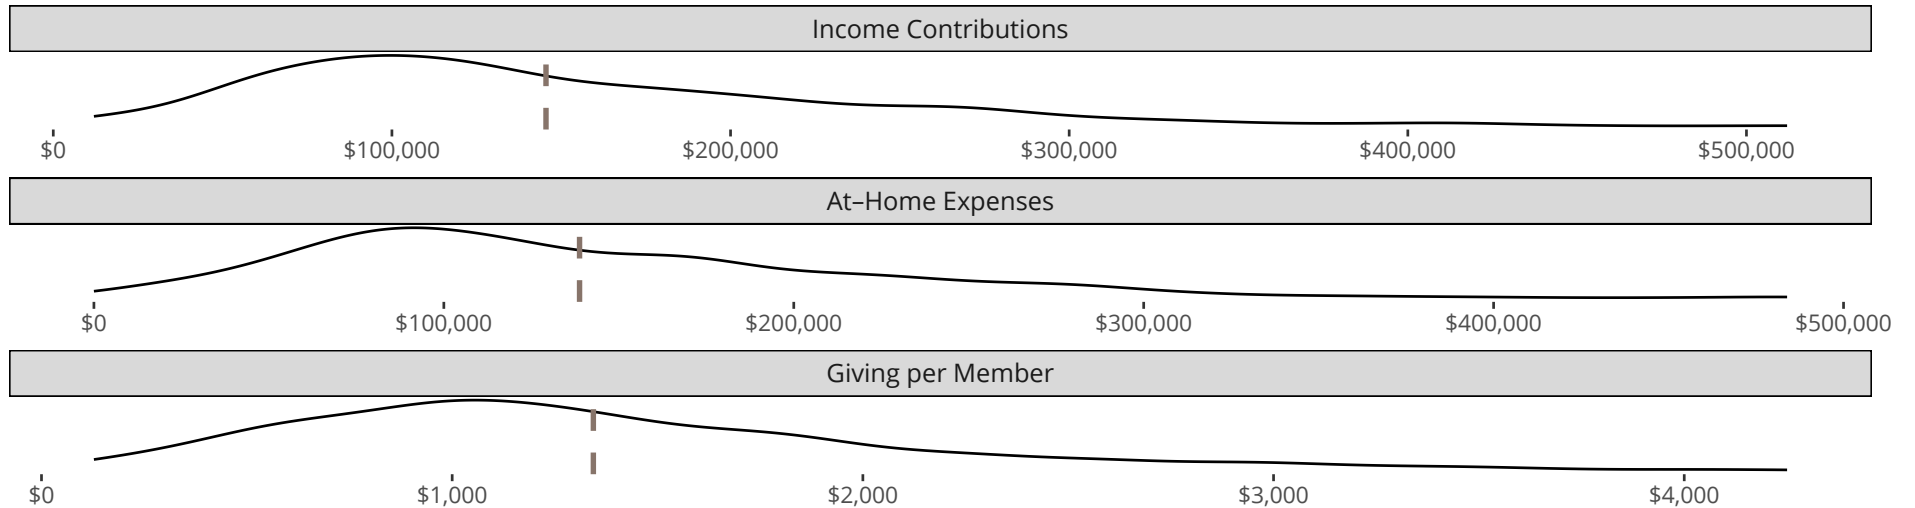 Income Contributions
$0 $100,000 $200,000 $300,000 $400,000 $500,000
At–Home Expenses
$0 $100,000 $200,000 $300,000 $400,000 $500,000
Giving per Member
$0 $1,000 $2,000 $3,000 $4,000